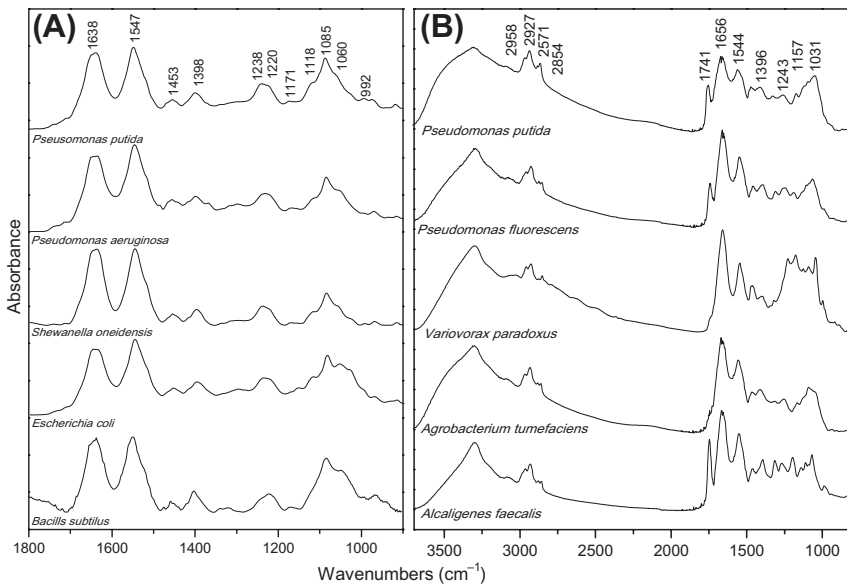 (A)
1638
1547
1453
1398
1238
1220
1171
1118
1085
1060
992
Pseusomonas putida
Pseudomonas aeruginosa
Shewanella oneidensis
Escherichia coli
Bacills subtilus
1800
1600
1400
1200
1000
(B)
2958
2927
2571
2854
1741
1656
1544
1396
1243
1157
1031
Pseudomonas putida
Pseudomonas fluorescens
Variovorax paradoxus
Agrobacterium tumefaciens
Alcaligenes faecalis
3500
3000
2500
2000
1500
1000
Absorbance
Wavenumbers (cm⁻¹)